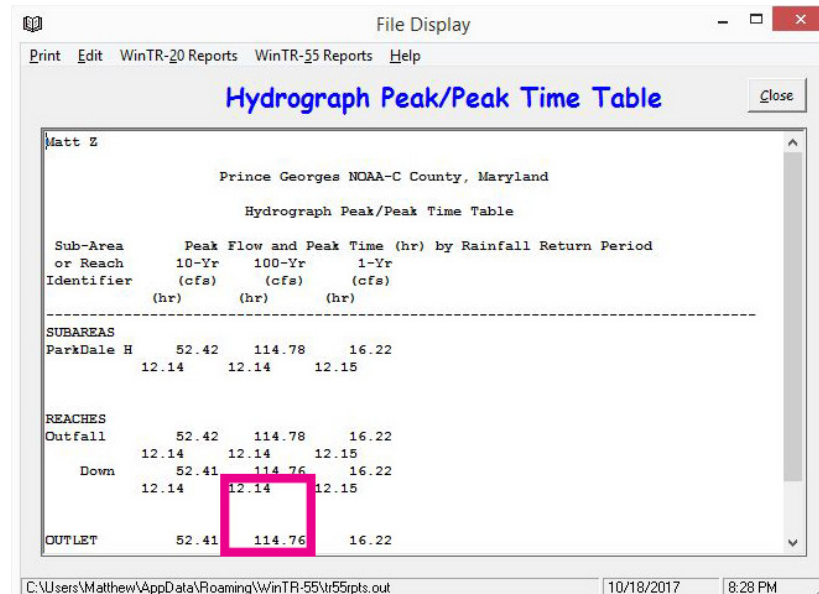 File Display
Print Edit WinTR-20 Reports WinTR-55 Reports Help
Hydrograph Peak/Peak Time Table
Close
Matt Z
Prince Georges NOAA-C County, Maryland
Hydrograph Peak/Peak Time Table
Sub-Area Peak Flow and Peak Time (hr) by Rainfall Return Period
or Reach 10-Yr 100-Yr 1-Yr
Identifier (cfs) (cfs) (cfs)
(hr) (hr) (hr)
SUBAREAS
ParkDale H 52.42 114.78 16.22
12.14 12.14 12.15
REACHES
Outfall 52.42 114.78 16.22
12.14 12.14 12.15
Down 52.41 114.76 16.22
12.14 12.14 12.15
OUTLET 52.41 114.76 16.22
C:\Users\Matthew\AppData\Roaming\WinTR-55\tr55rpts.out 10/18/2017 8:28 PM